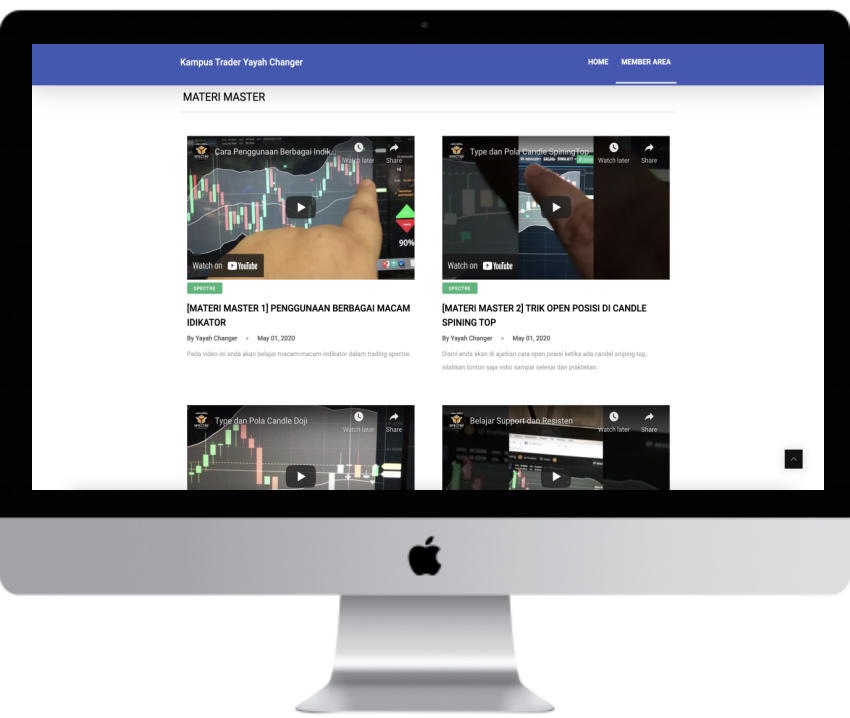 Kampus Trader Yayah Changer
HOME MEMBER AREA
MATERI MASTER
SPECTRE
Cara Penggunaan Berbagai Indik...
Watch later
Share
90%
Watch on YouTube
SPECTRE
[MATERI MASTER 1] PENGGUNAAN BERBAGAI MACAM
IDIKATOR
By Yayah Changer • May 01, 2020
Pada video ini anda akan belajar macam-macam indikator dalam trading spectre.
SPECTRE
Type dan Pola Candle SpiningTop
Watch later
Share
Watch on YouTube
SPECTRE
[MATERI MASTER 2] TRIK OPEN POSISI DI CANDLE
SPINING TOP
By Yayah Changer • May 01, 2020
Disini anda akan di ajarkan cara open posisi ketika ada candel sniping top,
silahkan tonton saja vidio sampai selesai dan praktekan.
SPECTRE
Type dan Pola Candle Doji
Watch later
Share
SPECTRE
Belajar Support dan Resisten
Watch later
Share